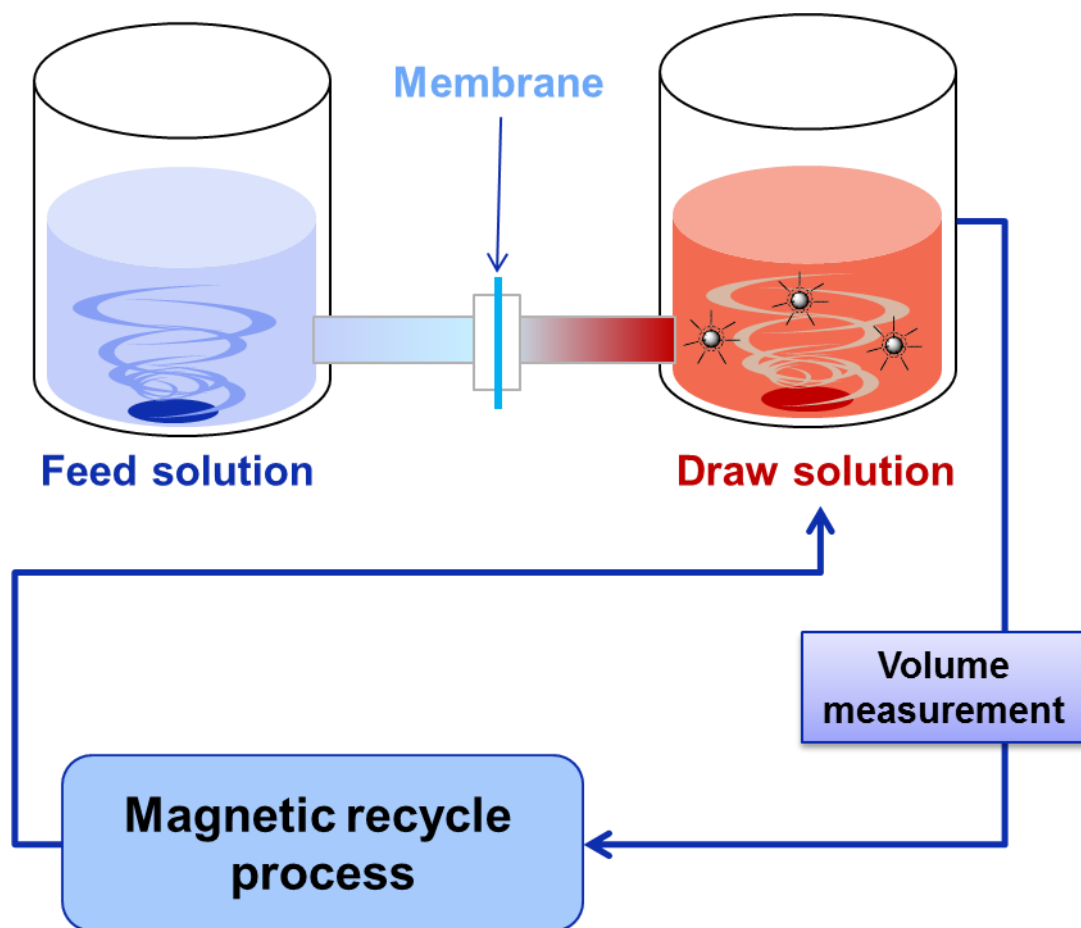 Membrane
Feed solution
Draw solution
Volume
measurement
Magnetic recycle
process